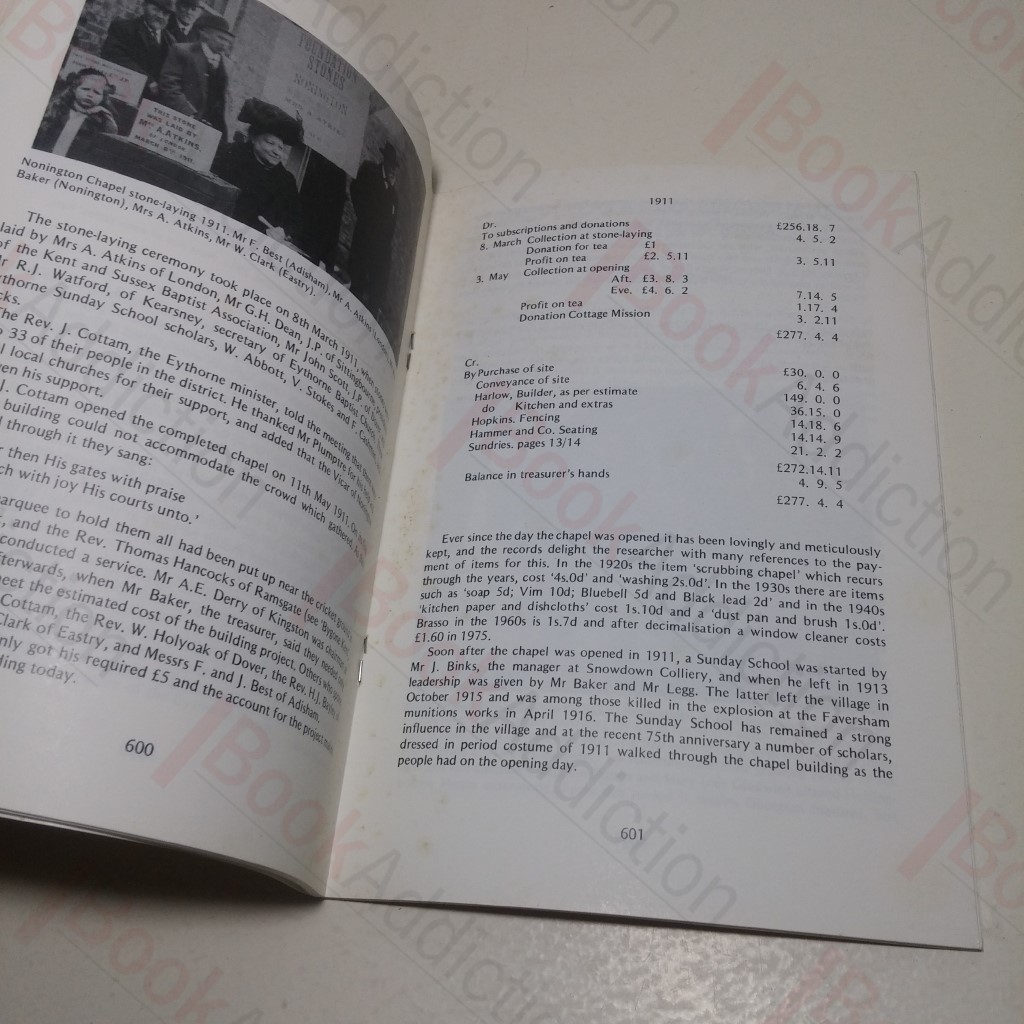 FOUNDATION
STONES
NONINGTON
THIS STONE
WAS LAID BY
Mrs A.ATKINS
OF LONDON
MARCH 8th 1911
Nonington Chapel stone-laying 1911. Mr F. Best (Adisham), Mr A. Atkins
Baker (Nonington), Mrs A. Atkins, Mr W. Clark (Eastry).
The stone-laying ceremony took place on 8th March 1911, when
laid by Mrs A. Atkins of London, Mr G.H. Dean, J.P. of Sittingbourne,
of the Kent and Sussex Baptist Association, Mr John Scott, J.P. of
Mr R.J. Watford, of Kearsney, secretary of Eythorne Baptist Church
ythorne Sunday School scholars, W. Abbott, V. Stokes and F.
cks.
The Rev. J. Cottam, the Eythorne minister, told the meeting that
33 of their people in the district. He thanked Mr Plumptre for
l local churches for their support, and added that the Vicar of
en his support.
J. Cottam opened the completed chapel on 11th May 1911. On
building could not accommodate the crowd which gathered,
through it they sang:
then His gates with praise
ch with joy His courts unto.'
arquee to hold them all had been put up near the cricket
, and the Rev. Thomas Hancocks of Ramsgate (see 'Bygone Kent'
conducted a service. Mr A.E. Derry of Kingston was
fterwards, when Mr Baker, the treasurer, said they needed
eet the estimated cost of the building project. Others who
Cottam, the Rev. W. Holyoak of Dover, the Rev. H.J.
Clark of Eastry, and Messrs F. and J. Best of Adisham.
nly got his required £5 and the account for the project
ding today.
600
1911
Dr.
To subscriptions and donations £256.18. 7
8. March Collection at stone-laying 4. 5. 2
Donation for tea £1
Profit on tea £2. 5.11 3. 5.11
3. May Collection at opening
Aft. £3. 8. 3
Eve. £4. 6. 2 7.14. 5
Profit on tea 1.17. 4
Donation Cottage Mission 3. 2.11
£277. 4. 4
Cr.
By Purchase of site £30. 0. 0
Conveyance of site 6. 4. 6
Harlow, Builder, as per estimate 149. 0. 0
do Kitchen and extras 36.15. 0
Hopkins. Fencing 14.18. 6
Hammer and Co. Seating 14.14. 9
Sundries. pages 13/14 21. 2. 2
£272.14.11
Balance in treasurer's hands 4. 9. 5
£277. 4. 4
Ever since the day the chapel was opened it has been lovingly and meticulously
kept, and the records delight the researcher with many references to the pay-
ment of items for this. In the 1920s the item 'scrubbing chapel' which recurs
through the years, cost '4s.0d' and 'washing 2s.0d'. In the 1930s there are items
such as 'soap 5d; Vim 10d; Bluebell 5d and Black lead 2d' and in the 1940s
'kitchen paper and dishcloths' cost 1s.10d and a 'dust pan and brush 1s.0d'.
Brasso in the 1960s is 1s.7d and after decimalisation a window cleaner costs
£1.60 in 1975.
Soon after the chapel was opened in 1911, a Sunday School was started by
Mr J. Binks, the manager at Snowdown Colliery, and when he left in 1913
leadership was given by Mr Baker and Mr Legg. The latter left the village in
October 1915 and was among those killed in the explosion at the Faversham
munitions works in April 1916. The Sunday School has remained a strong
influence in the village and at the recent 75th anniversary a number of scholars,
dressed in period costume of 1911 walked through the chapel building as the
people had on the opening day.
601